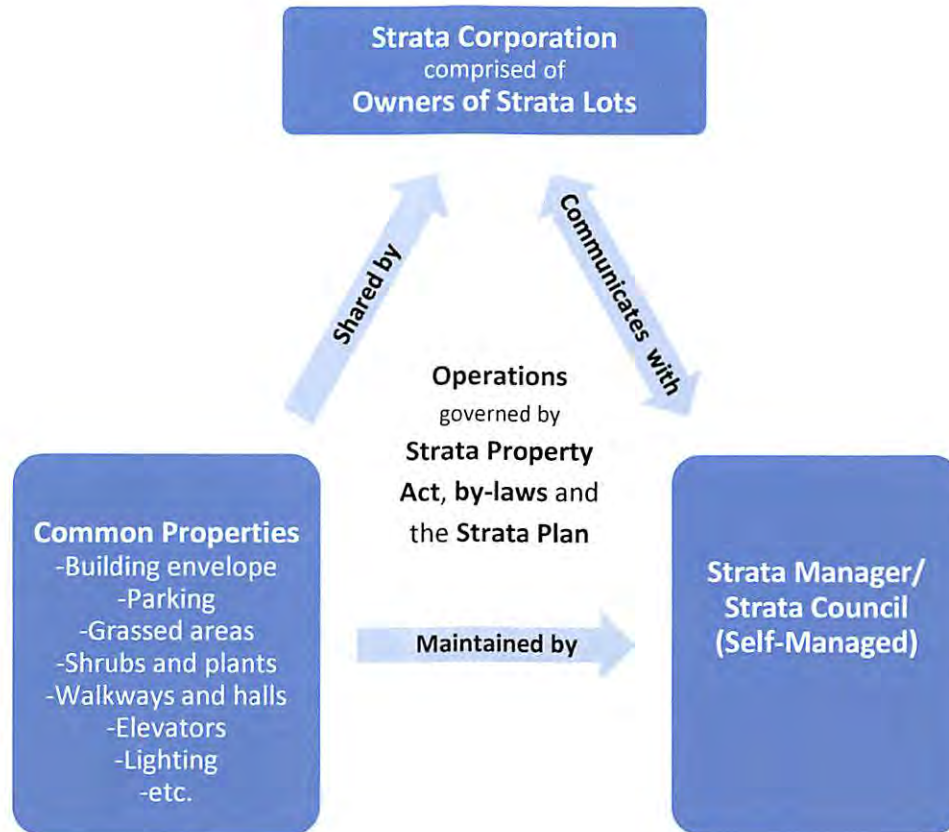 Strata Corporation
comprised of
Owners of Strata Lots
Shared by
Communicates with
Operations
governed by
Strata Property
Act, by-laws and
the Strata Plan
Common Properties
-Building envelope
-Parking
-Grassed areas
-Shrubs and plants
-Walkways and halls
-Elevators
-Lighting
-etc.
Maintained by
Strata Manager/
Strata Council
(Self-Managed)